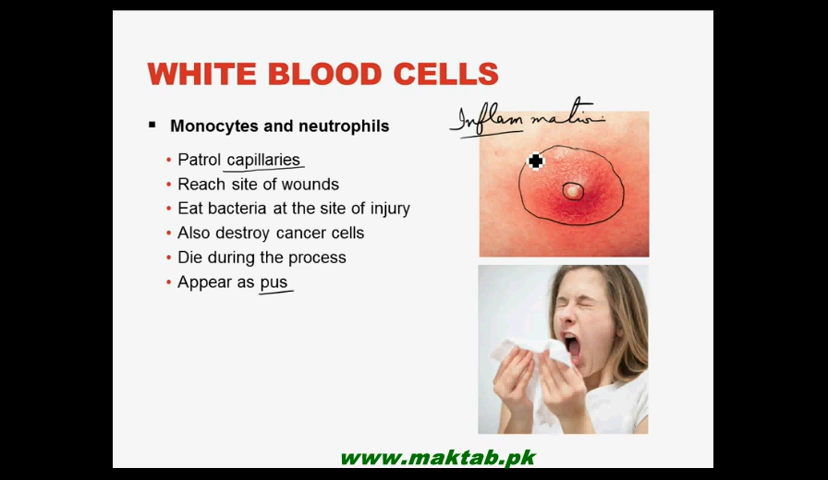 WHITE BLOOD CELLS
▪ Monocytes and neutrophils
Inflammation
• Patrol capillaries
• Reach site of wounds
• Eat bacteria at the site of injury
• Also destroy cancer cells
• Die during the process
• Appear as pus
www.maktab.pk